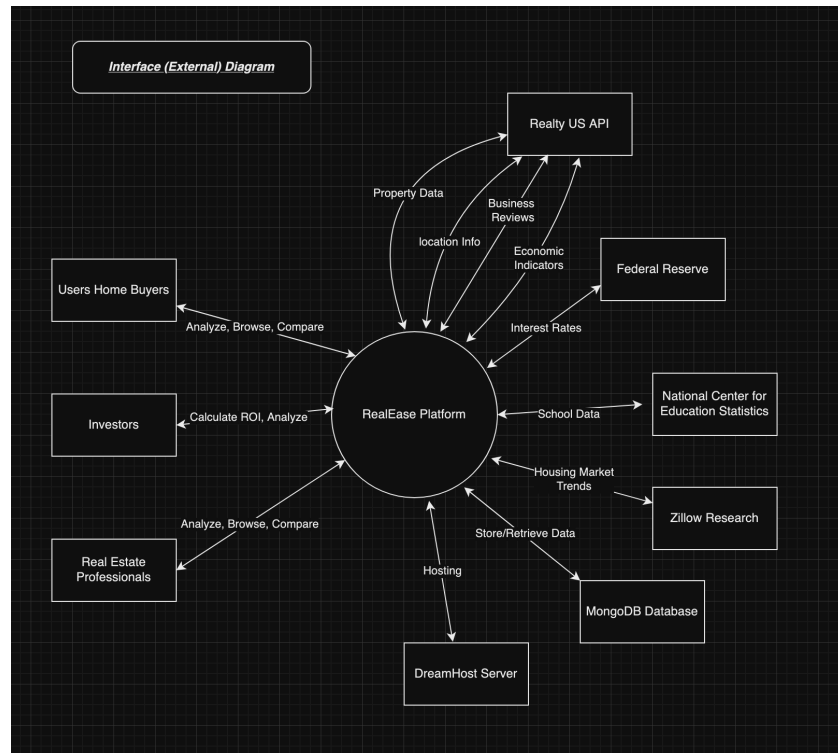 Interface (External) Diagram
Realty US API
Property Data
Business
Reviews
location Info
Economic
Indicators
Federal Reserve
Users Home Buyers
Interest Rates
Analyze, Browse, Compare
RealEase Platform
National Center for
Education Statistics
Investors
Calculate ROI, Analyze
School Data
Housing Market
Trends
Zillow Research
Analyze, Browse, Compare
Store/Retrieve Data
Real Estate
Professionals
Hosting
MongoDB Database
DreamHost Server